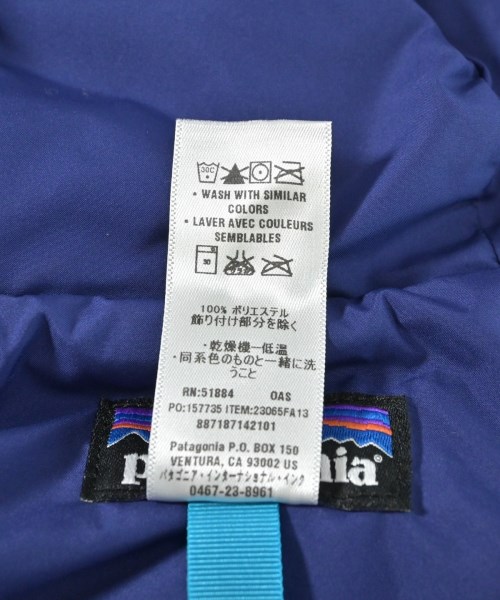 30C
• WASH WITH SIMILAR
COLORS
• LAVER AVEC COULEURS
SEMBLABLES
30
100% ポリエステル
飾り付け部分を除く
・乾燥機ー低温
・同系色のものと一緒に洗
うこと
RN:51884 OAS
PO:157735 ITEM:23065FA13
887187142101
Patagonia P.O. BOX 150
VENTURA, CA 93002 US
パタゴニア・インターナショナル・インク
0467-23-8961